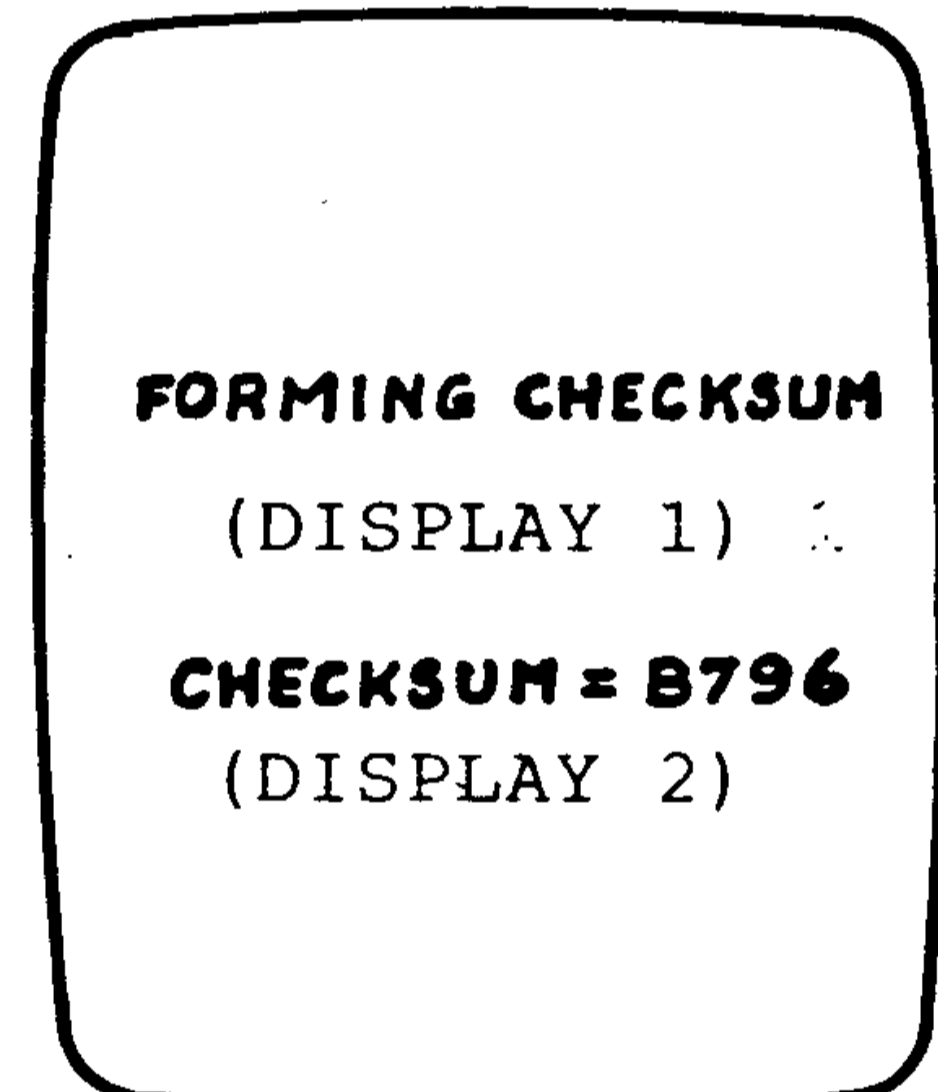 FORMING CHECKSUM
(DISPLAY 1)
CHECKSUM = B796
(DISPLAY 2)